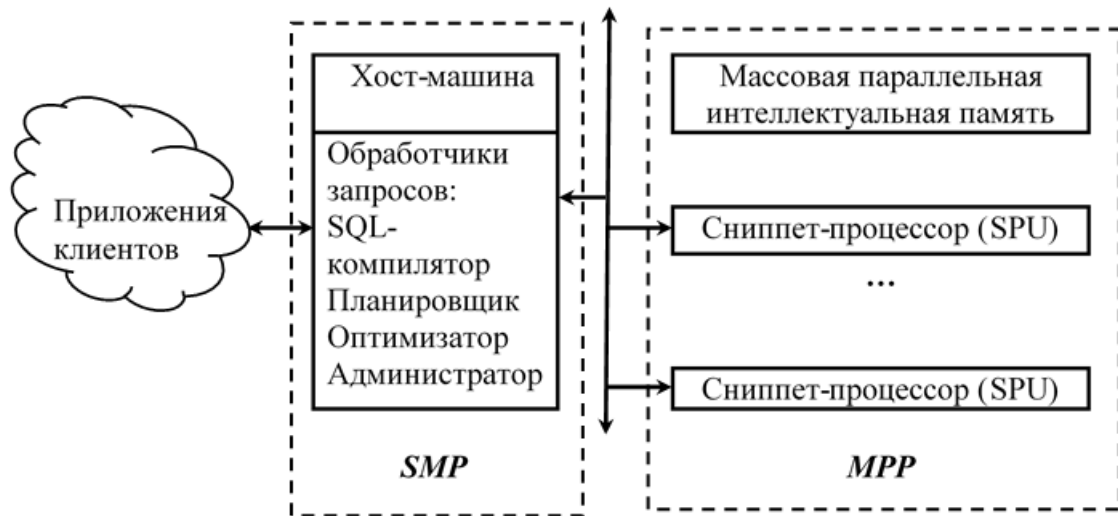 Приложения
клиентов
Хост-машина
Обработчики
запросов:
SQL-
компилятор
Планировщик
Оптимизатор
Администратор
SMP
Массовая параллельная
интеллектуальная память
Сниппет-процессор (SPU)
...
Сниппет-процессор (SPU)
MPP